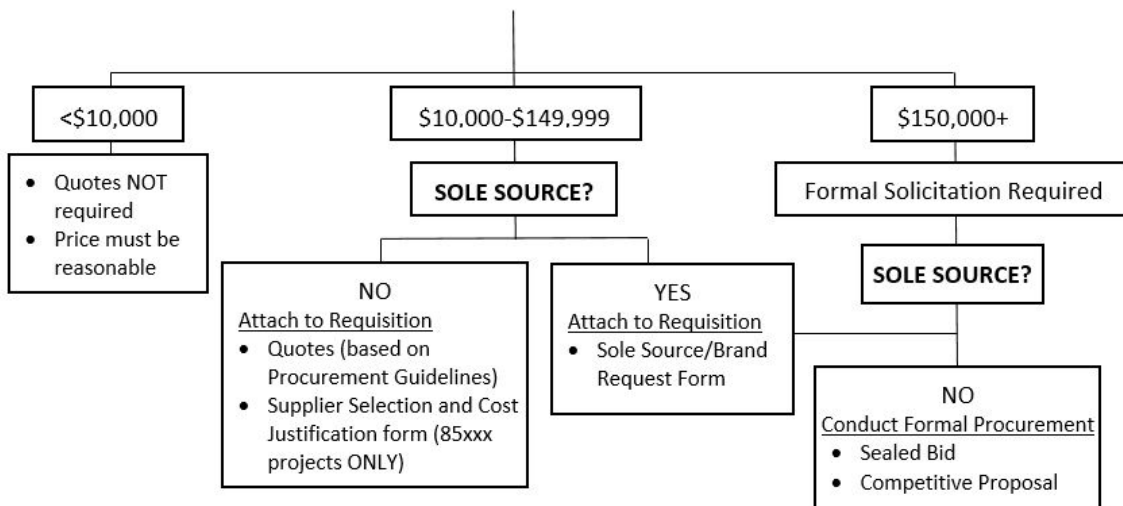 <$10,000
$10,000-$149,999
$150,000+
• Quotes NOT
required
• Price must be
reasonable
SOLE SOURCE?
Formal Solicitation Required
SOLE SOURCE?
NO
Attach to Requisition
• Quotes (based on
Procurement Guidelines)
• Supplier Selection and Cost
Justification form (85xxx
projects ONLY)
YES
Attach to Requisition
• Sole Source/Brand
Request Form
NO
Conduct Formal Procurement
• Sealed Bid
• Competitive Proposal